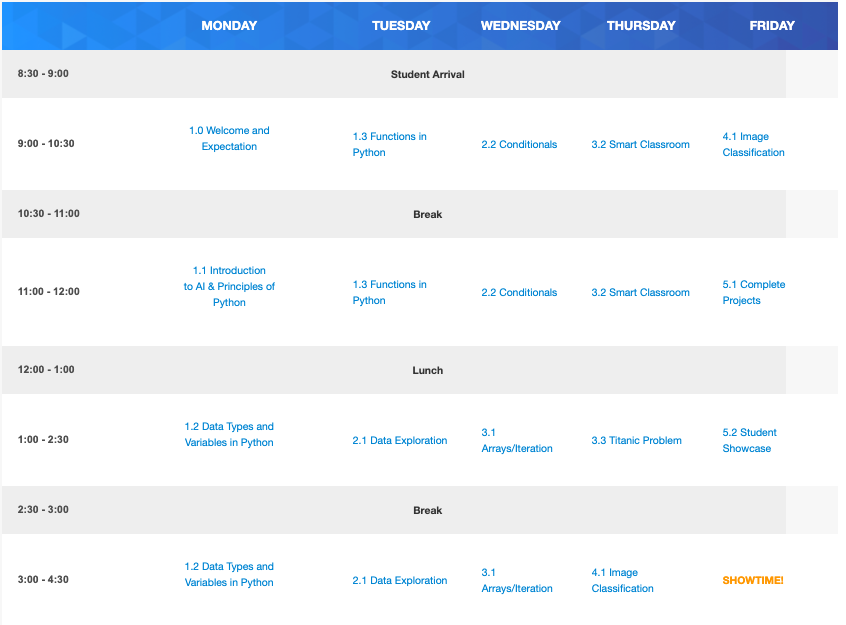 MONDAY TUESDAY WEDNESDAY THURSDAY FRIDAY
8:30 - 9:00 Student Arrival
9:00 - 10:30
1.0 Welcome and
Expectation
1.3 Functions in
Python
2.2 Conditionals
3.2 Smart Classroom
4.1 Image
Classification
10:30 - 11:00 Break
11:00 - 12:00
1.1 Introduction
to AI & Principles of
Python
1.3 Functions in
Python
2.2 Conditionals
3.2 Smart Classroom
5.1 Complete
Projects
12:00 - 1:00 Lunch
1:00 - 2:30
1.2 Data Types and
Variables in Python
2.1 Data Exploration
3.1
Arrays/Iteration
3.3 Titanic Problem
5.2 Student
Showcase
2:30 - 3:00 Break
3:00 - 4:30
1.2 Data Types and
Variables in Python
2.1 Data Exploration
3.1
Arrays/Iteration
4.1 Image
Classification
SHOWTIME!